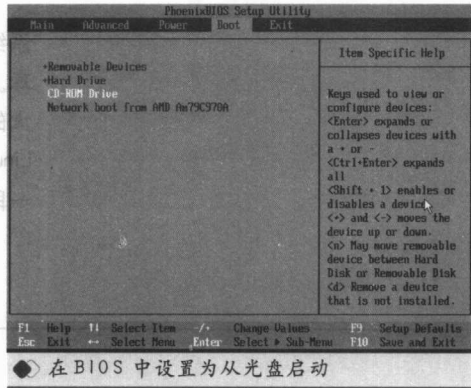 PhoenixBIOS Setup Utility
Main Advanced Power Boot Exit
Item Specific Help
+Removable Devices
+Hard Drive
CD-ROM Drive
Network boot from AMD Am79C970A
Keys used to view or
configure devices:
<Enter> expands or
collapses devices with
a + or -
<Ctrl+Enter> expands
all
<Shift + 1> enables or
disables a device.
<+> and <-> moves the
device up or down.
<n> May move removable
device between Hard
Disk or Removable Disk
<d> Remove a device
that is not installed.
F1 Help ↑↓ Select Item -/+ Change Values F9 Setup Defaults
Esc Exit ↔ Select Menu Enter Select ▶ Sub-Menu F10 Save and Exit
在BIOS中设置为从光盘启动